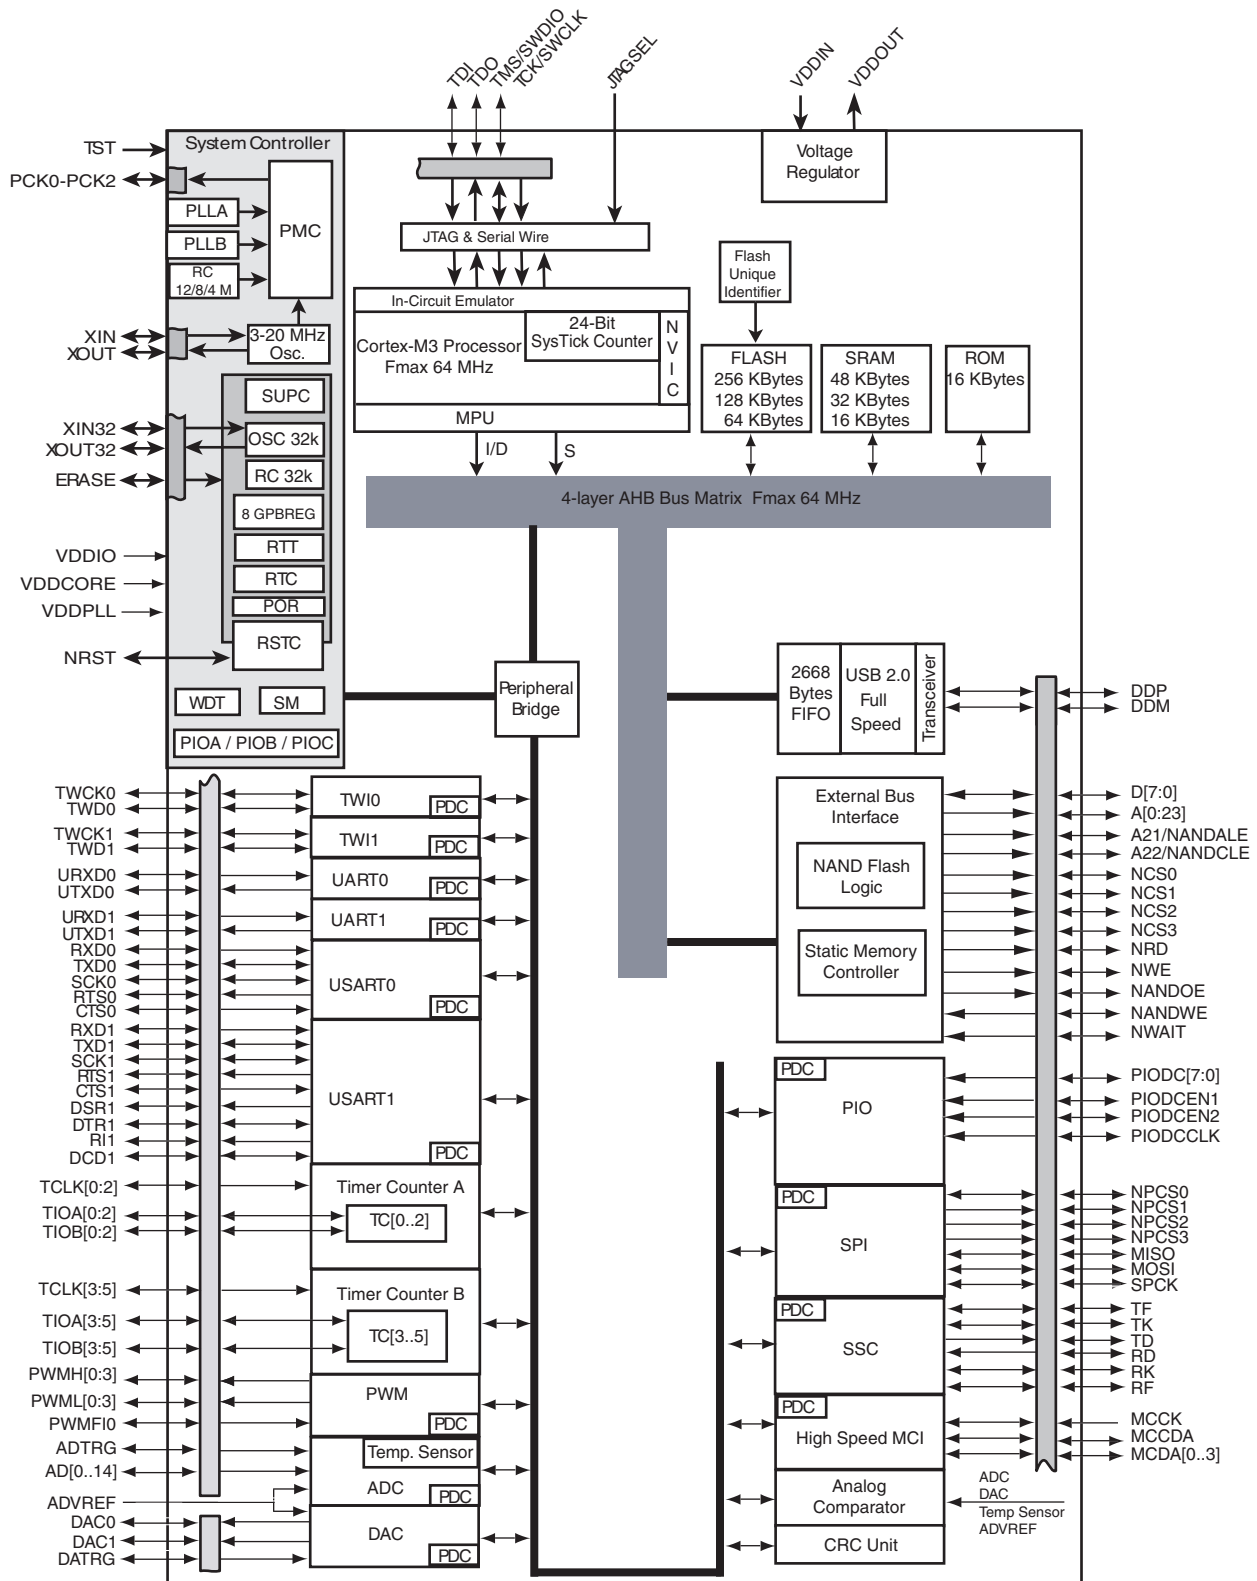 TDI
TDO
TMS/SWDIO
TCK/SWCLK
JTAGSEL
VDDIN
VDDOUT
TST
System Controller
Voltage
Regulator
PCK0-PCK2
PLLA
PMC
PLLB
RC
12/8/4 M
JTAG & Serial Wire
Flash
Unique
Identifier
XIN
XOUT
3-20 MHz
Osc.
In-Circuit Emulator
24-Bit
SysTick Counter
Cortex-M3 Processor
Fmax 64 MHz
N
V
I
C
MPU
FLASH
256 KBytes
128 KBytes
64 KBytes
SRAM
48 KBytes
32 KBytes
16 KBytes
ROM
16 KBytes
SUPC
XIN32
XOUT32
OSC 32k
ERASE
RC 32k
I/D
S
8 GPBREG
4-layer AHB Bus Matrix Fmax 64 MHz
RTT
VDDIO
RTC
VDDCORE
POR
VDDPLL
RSTC
NRST
WDT
SM
PIOA / PIOB / PIOC
Peripheral
Bridge
2668
Bytes
FIFO
USB 2.0
Full
Speed
Transceiver
DDP
DDM
TWCK0
TWD0
TWI0
PDC
TWCK1
TWD1
TWI1
PDC
URXD0
UTXD0
UART0
PDC
URXD1
UTXD1
UART1
PDC
RXD0
TXD0
SCK0
RTS0
CTS0
USART0
PDC
RXD1
TXD1
SCK1
RTS1
CTS1
DSR1
DTR1
RI1
DCD1
USART1
PDC
TCLK[0:2]
TIOA[0:2]
TIOB[0:2]
Timer Counter A
TC[0..2]
TCLK[3:5]
TIOA[3:5]
TIOB[3:5]
Timer Counter B
TC[3..5]
PWMH[0:3]
PWML[0:3]
PWMFI0
PWM
PDC
ADTRG
AD[0..14]
Temp. Sensor
ADC
PDC
ADVREF
DAC0
DAC1
DATRG
DAC
PDC
External Bus
Interface
NAND Flash
Logic
Static Memory
Controller
D[7:0]
A[0:23]
A21/NANDALE
A22/NANDCLE
NCS0
NCS1
NCS2
NCS3
NRD
NWE
NANDOE
NANDWE
NWAIT
PDC
PIO
PIODC[7:0]
PIODCEN1
PIODCEN2
PIODCCLK
PDC
SPI
NPCS0
NPCS1
NPCS2
NPCS3
MISO
MOSI
SPCK
PDC
SSC
TF
TK
TD
RD
RK
RF
PDC
High Speed MCI
MCCK
MCCDA
MCDA[0..3]
Analog
Comparator
ADC
DAC
Temp Sensor
ADVREF
CRC Unit